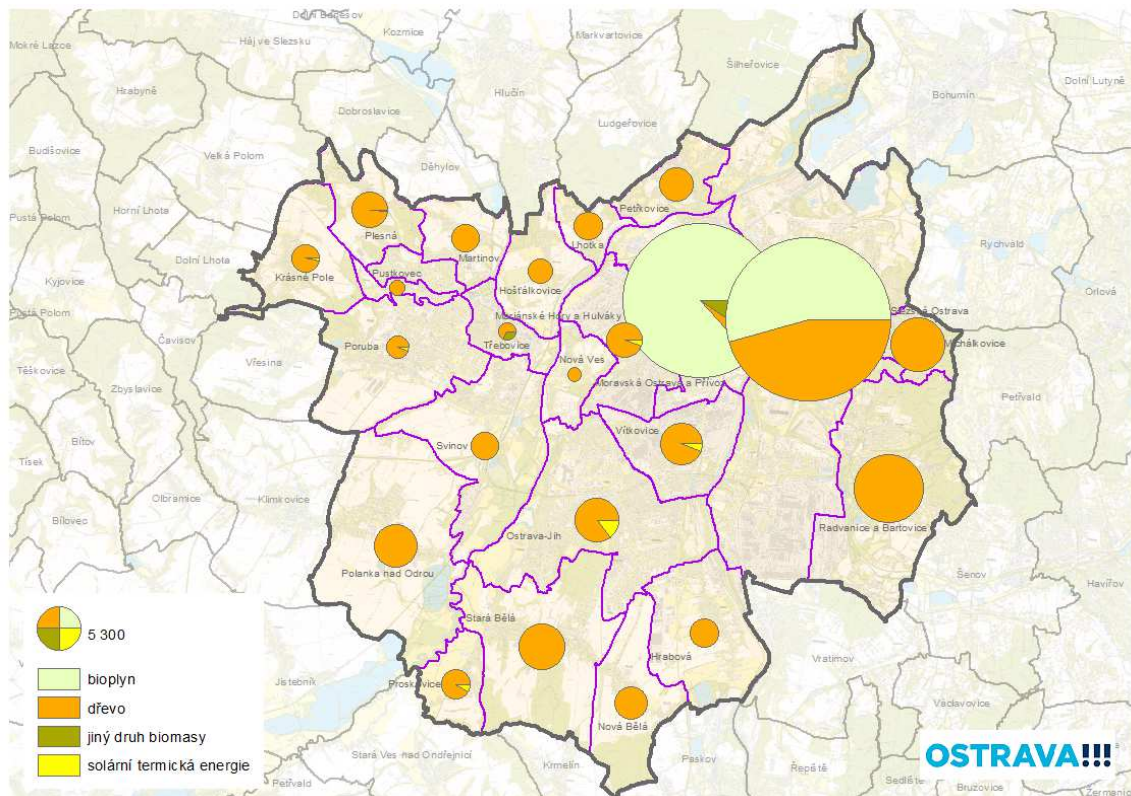 Dolní Benešov
Kozmice
Markvartovice
Mokré Lazce
Háj ve Slezsku
Šilheřovice
Dolní Lutyně
Hrabyně
Hlučín
Bohumín
Dobroslavice
Ludgeřovice
Budišovice
Velká Polom
Děhylov
Petřkovice
Pustá Polom
Horní Lhota
Plesná
Lhotka
Rychvald
Martinov
Dolní Lhota
Krásné Pole
Pustkovec
Hošťálkovice
Kyjovice
Orlová
Pustá Polom
Mariánské Hory a Hulváky
Slezská Ostrava
Čavisov
Poruba
Třebovice
Michálkovice
Nová Ves
Těškovice
Vřesina
Zbyslavice
Moravská Ostrava a Přívoz
Petřvald
Bítov
Vítkovice
Svinov
Tísek
Olbramice
Klimkovice
Bílovec
Radvanice a Bartovice
Ostrava-Jih
Polanka nad Odrou
Šenov
Havířov
Stará Bělá
5 300
Hrabová
Vratimov
bioplyn
Jistebník
Proskovice
dřevo
Nová Bělá
Václavovice
jiný druh biomasy
Stará Ves nad Ondřejnicí
Krmelín
Paskov
Řepiště
OSTRAVA!!!
solární termická energie
Petřvald
Sedliště
Bruzovice
Žermanice